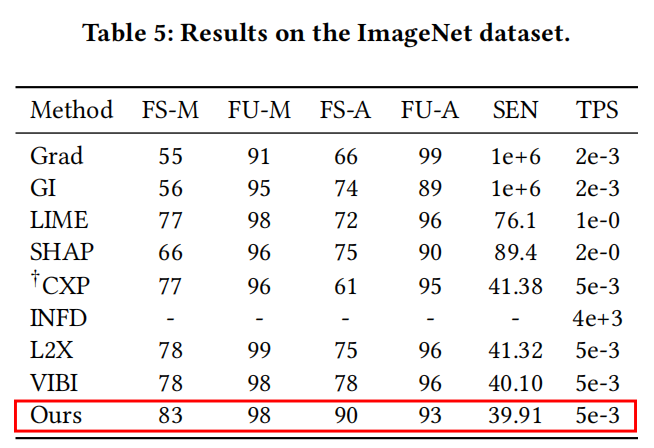 Table 5: Results on the ImageNet dataset.
Method FS-M FU-M FS-A FU-A SEN TPS
Grad 55 91 66 99 1e+6 2e-3
GI 56 95 74 89 1e+6 2e-3
LIME 77 98 72 96 76.1 1e-0
SHAP 66 96 75 90 89.4 2e-0
†CXP 77 96 61 95 41.38 5e-3
INFD - - - - - 4e+3
L2X 78 99 75 96 41.32 5e-3
VIBI 78 98 78 96 40.10 5e-3
Ours 83 98 90 93 39.91 5e-3